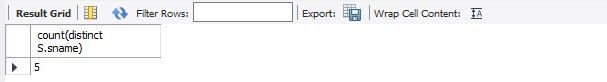 Result Grid Filter Rows: Export: Wrap Cell Content:
count(distinct
S.sname)
5